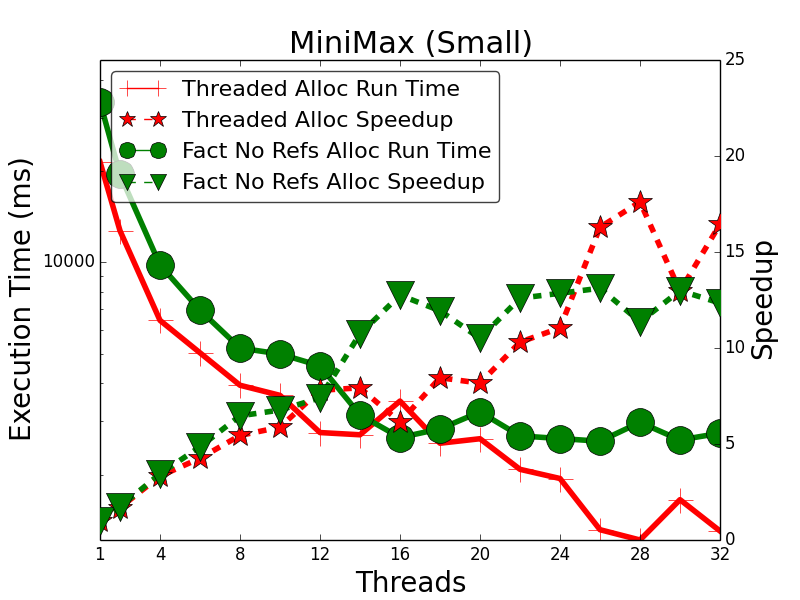 MiniMax (Small)
Threaded Alloc Run Time
Threaded Alloc Speedup
Fact No Refs Alloc Run Time
Fact No Refs Alloc Speedup
Execution Time (ms)
10000
Speedup
25
20
15
10
5
0
1 4 8 12 16 20 24 28 32
Threads